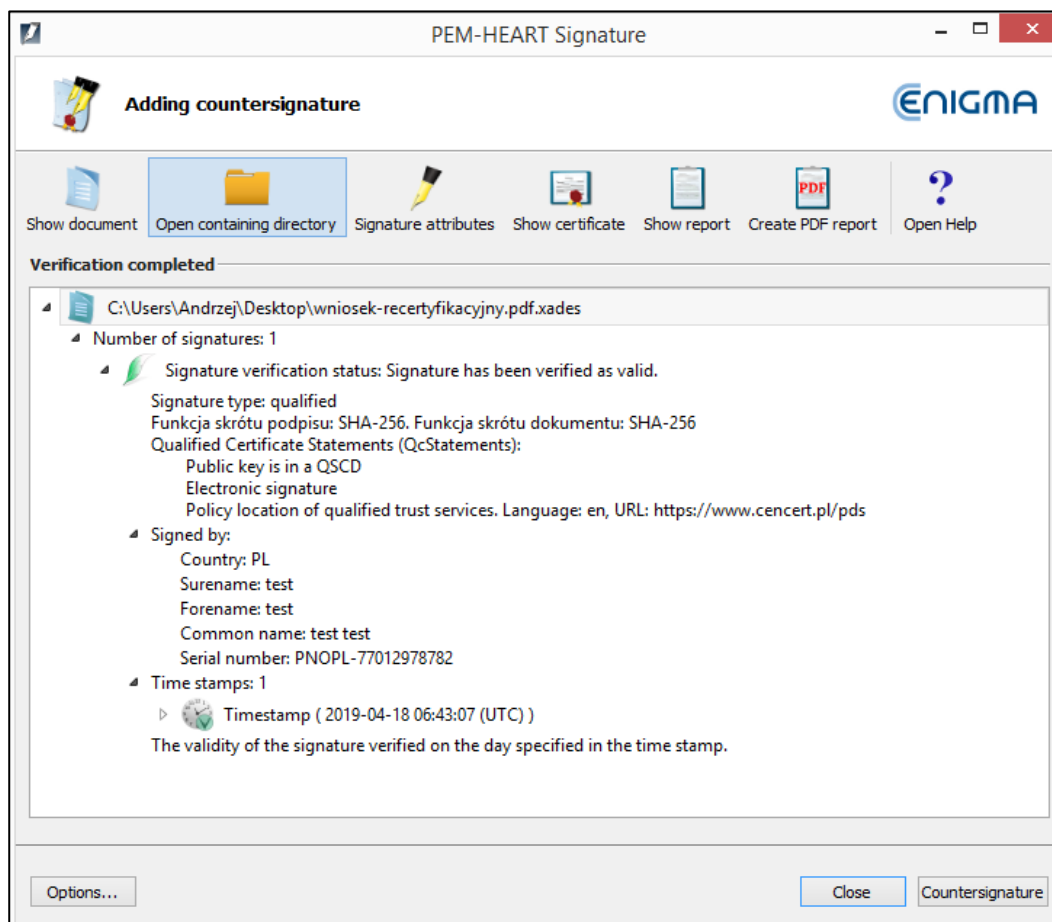 PEM-HEART Signature
Adding countersignature
ENIGMA
Show document
Open containing directory
Signature attributes
Show certificate
Show report
PDF
Create PDF report
?
Open Help
Verification completed
C:\Users\Andrzej\Desktop\wniosek-recertyfikacyjny.pdf.xades
Number of signatures: 1
Signature verification status: Signature has been verified as valid.
Signature type: qualified
Funkcja skrótu podpisu: SHA-256. Funkcja skrótu dokumentu: SHA-256
Qualified Certificate Statements (QcStatements):
Public key is in a QSCD
Electronic signature
Policy location of qualified trust services. Language: en, URL: https://www.cencert.pl/pds
Signed by:
Country: PL
Surename: test
Forename: test
Common name: test test
Serial number: PNOPL-77012978782
Time stamps: 1
Timestamp ( 2019-04-18 06:43:07 (UTC) )
The validity of the signature verified on the day specified in the time stamp.
Options...
Close
Countersignature